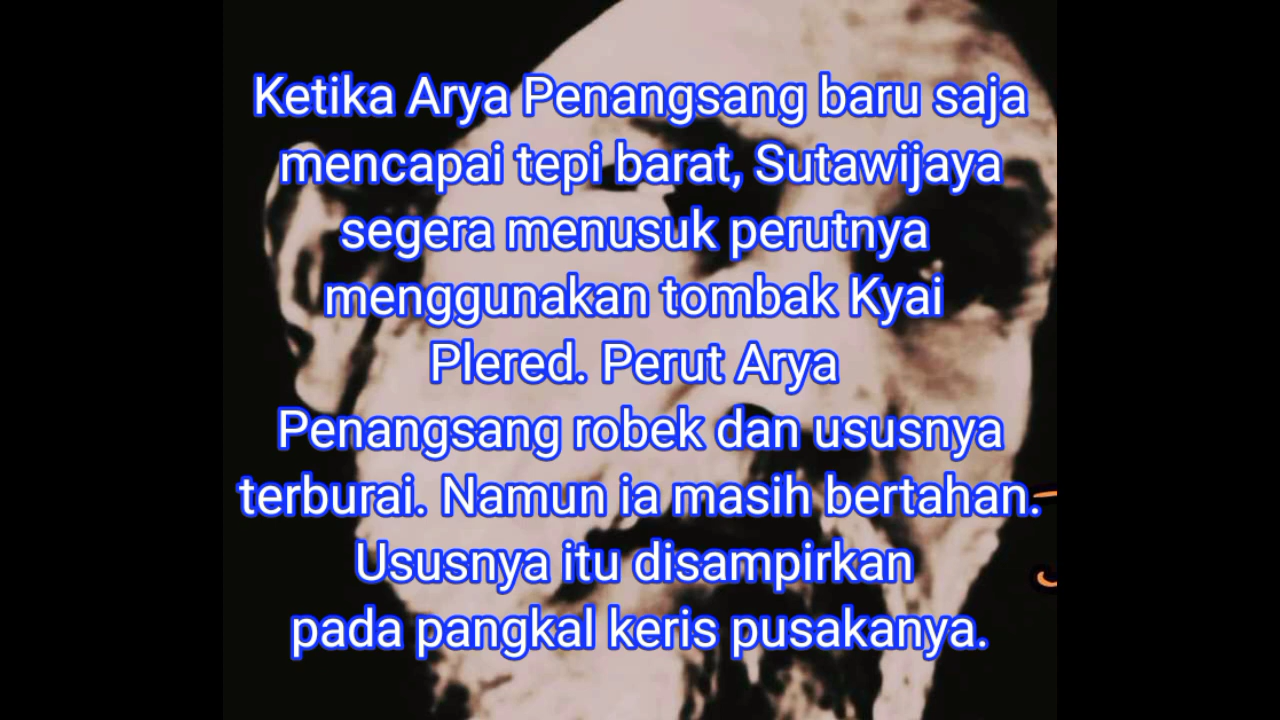 Ketika Arya Penangsang baru saja
mencapai tepi barat, Sutawijaya
segera menusuk perutnya
menggunakan tombak Kyai
Plered. Perut Arya
Penangsang robek dan ususnya
terburai. Namun ia masih bertahan.
Ususnya itu disampirkan
pada pangkal keris pusakanya.